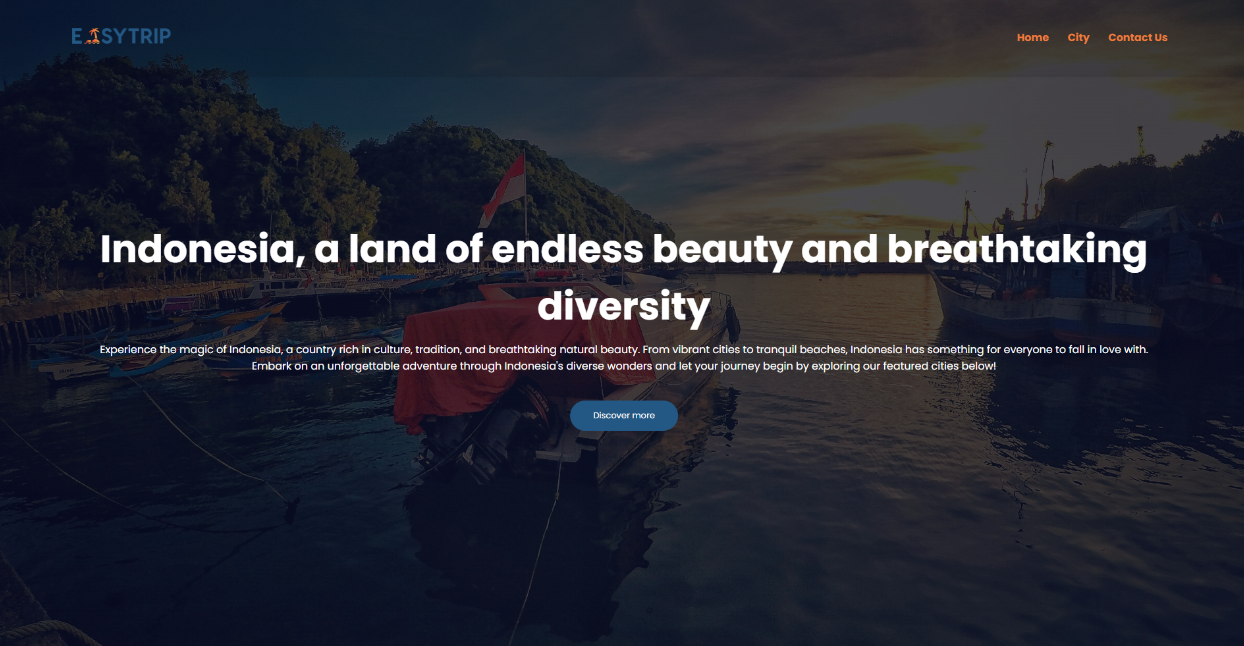 EASYTRIP
Home City Contact Us
Indonesia, a land of endless beauty and breathtaking
diversity
Experience the magic of Indonesia, a country rich in culture, tradition, and breathtaking natural beauty. From vibrant cities to tranquil beaches, Indonesia has something for everyone to fall in love with.
Embark on an unforgettable adventure through Indonesia's diverse wonders and let your journey begin by exploring our featured cities below!
Discover more